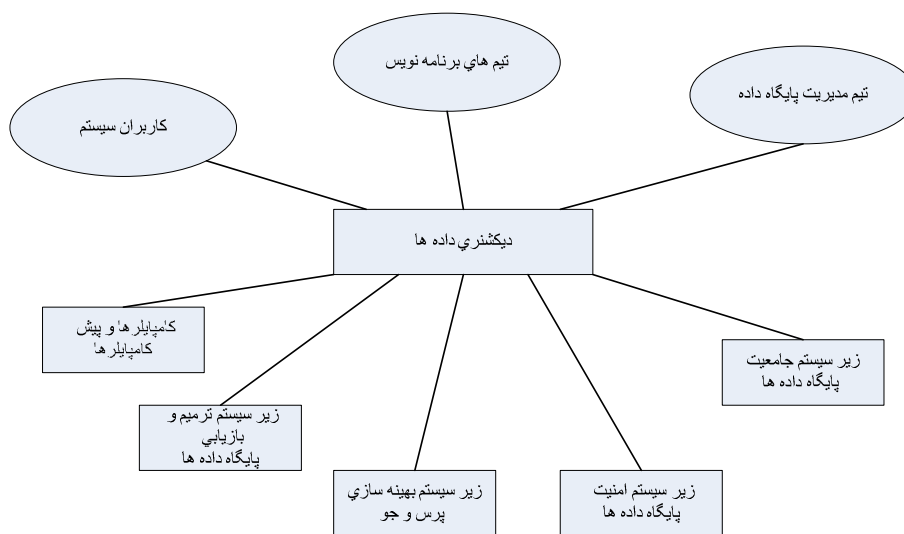 تيم هاي برنامه نويس
تيم مديريت پايگاه داده
كاربران سيستم
ديكشنري داده ها
كامپايلرها و پيش
كامپايلرها
زير سيستم جامعيت
پايگاه داده ها
زير سيستم ترميم و
بازيابي
پايگاه داده ها
زير سيستم بهينه سازي
پرس و جو
زير سيستم امنيت
پايگاه داده ها